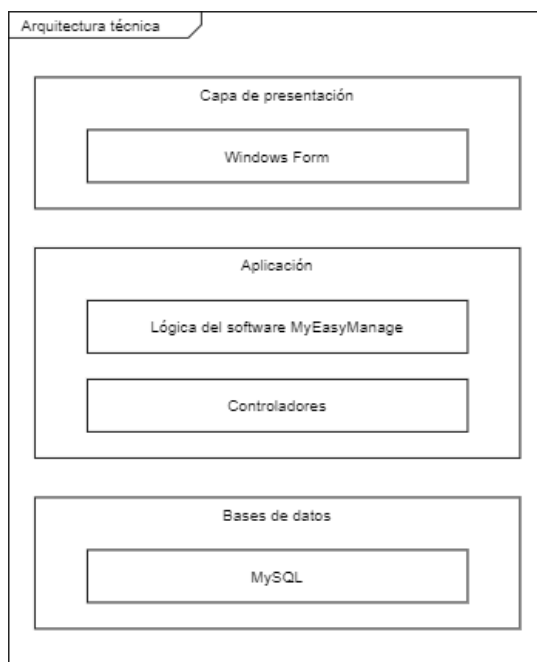 Arquitectura técnica
Capa de presentación
Windows Form
Aplicación
Lógica del software MyEasyManage
Controladores
Bases de datos
MySQL